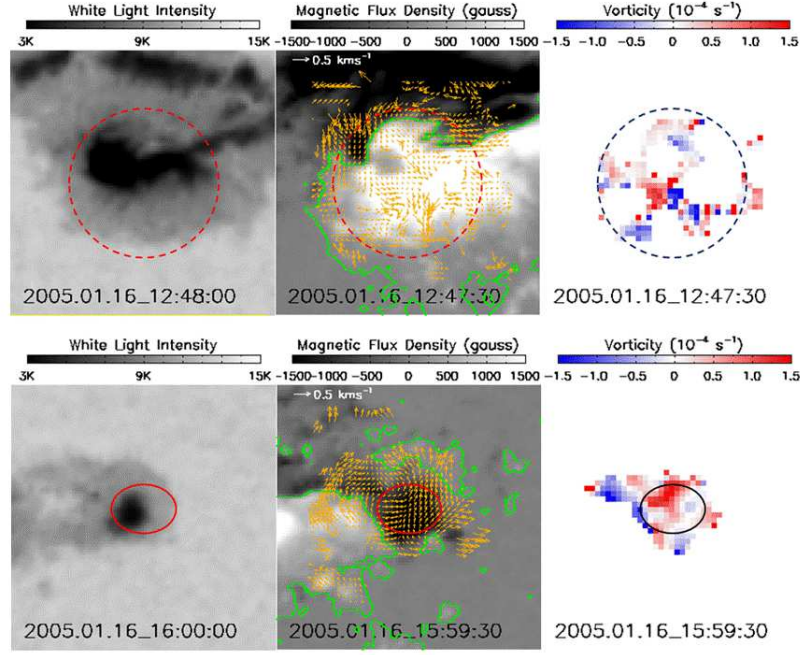 White Light Intensity
3K 9K 15K
Magnetic Flux Density (gauss)
-1500 -1000 -500 0 500 1000 1500
Vorticity (10⁻⁴ s⁻¹)
-1.5 -1.0 -0.5 0 0.5 1.0 1.5
0.5 kms⁻¹
2005.01.16_12:48:00
2005.01.16_12:47:30
2005.01.16_12:47:30
White Light Intensity
3K 9K 15K
Magnetic Flux Density (gauss)
-1500 -1000 -500 0 500 1000 1500
Vorticity (10⁻⁴ s⁻¹)
-1.5 -1.0 -0.5 0 0.5 1.0 1.5
0.5 kms⁻¹
2005.01.16_16:00:00
2005.01.16_15:59:30
2005.01.16_15:59:30